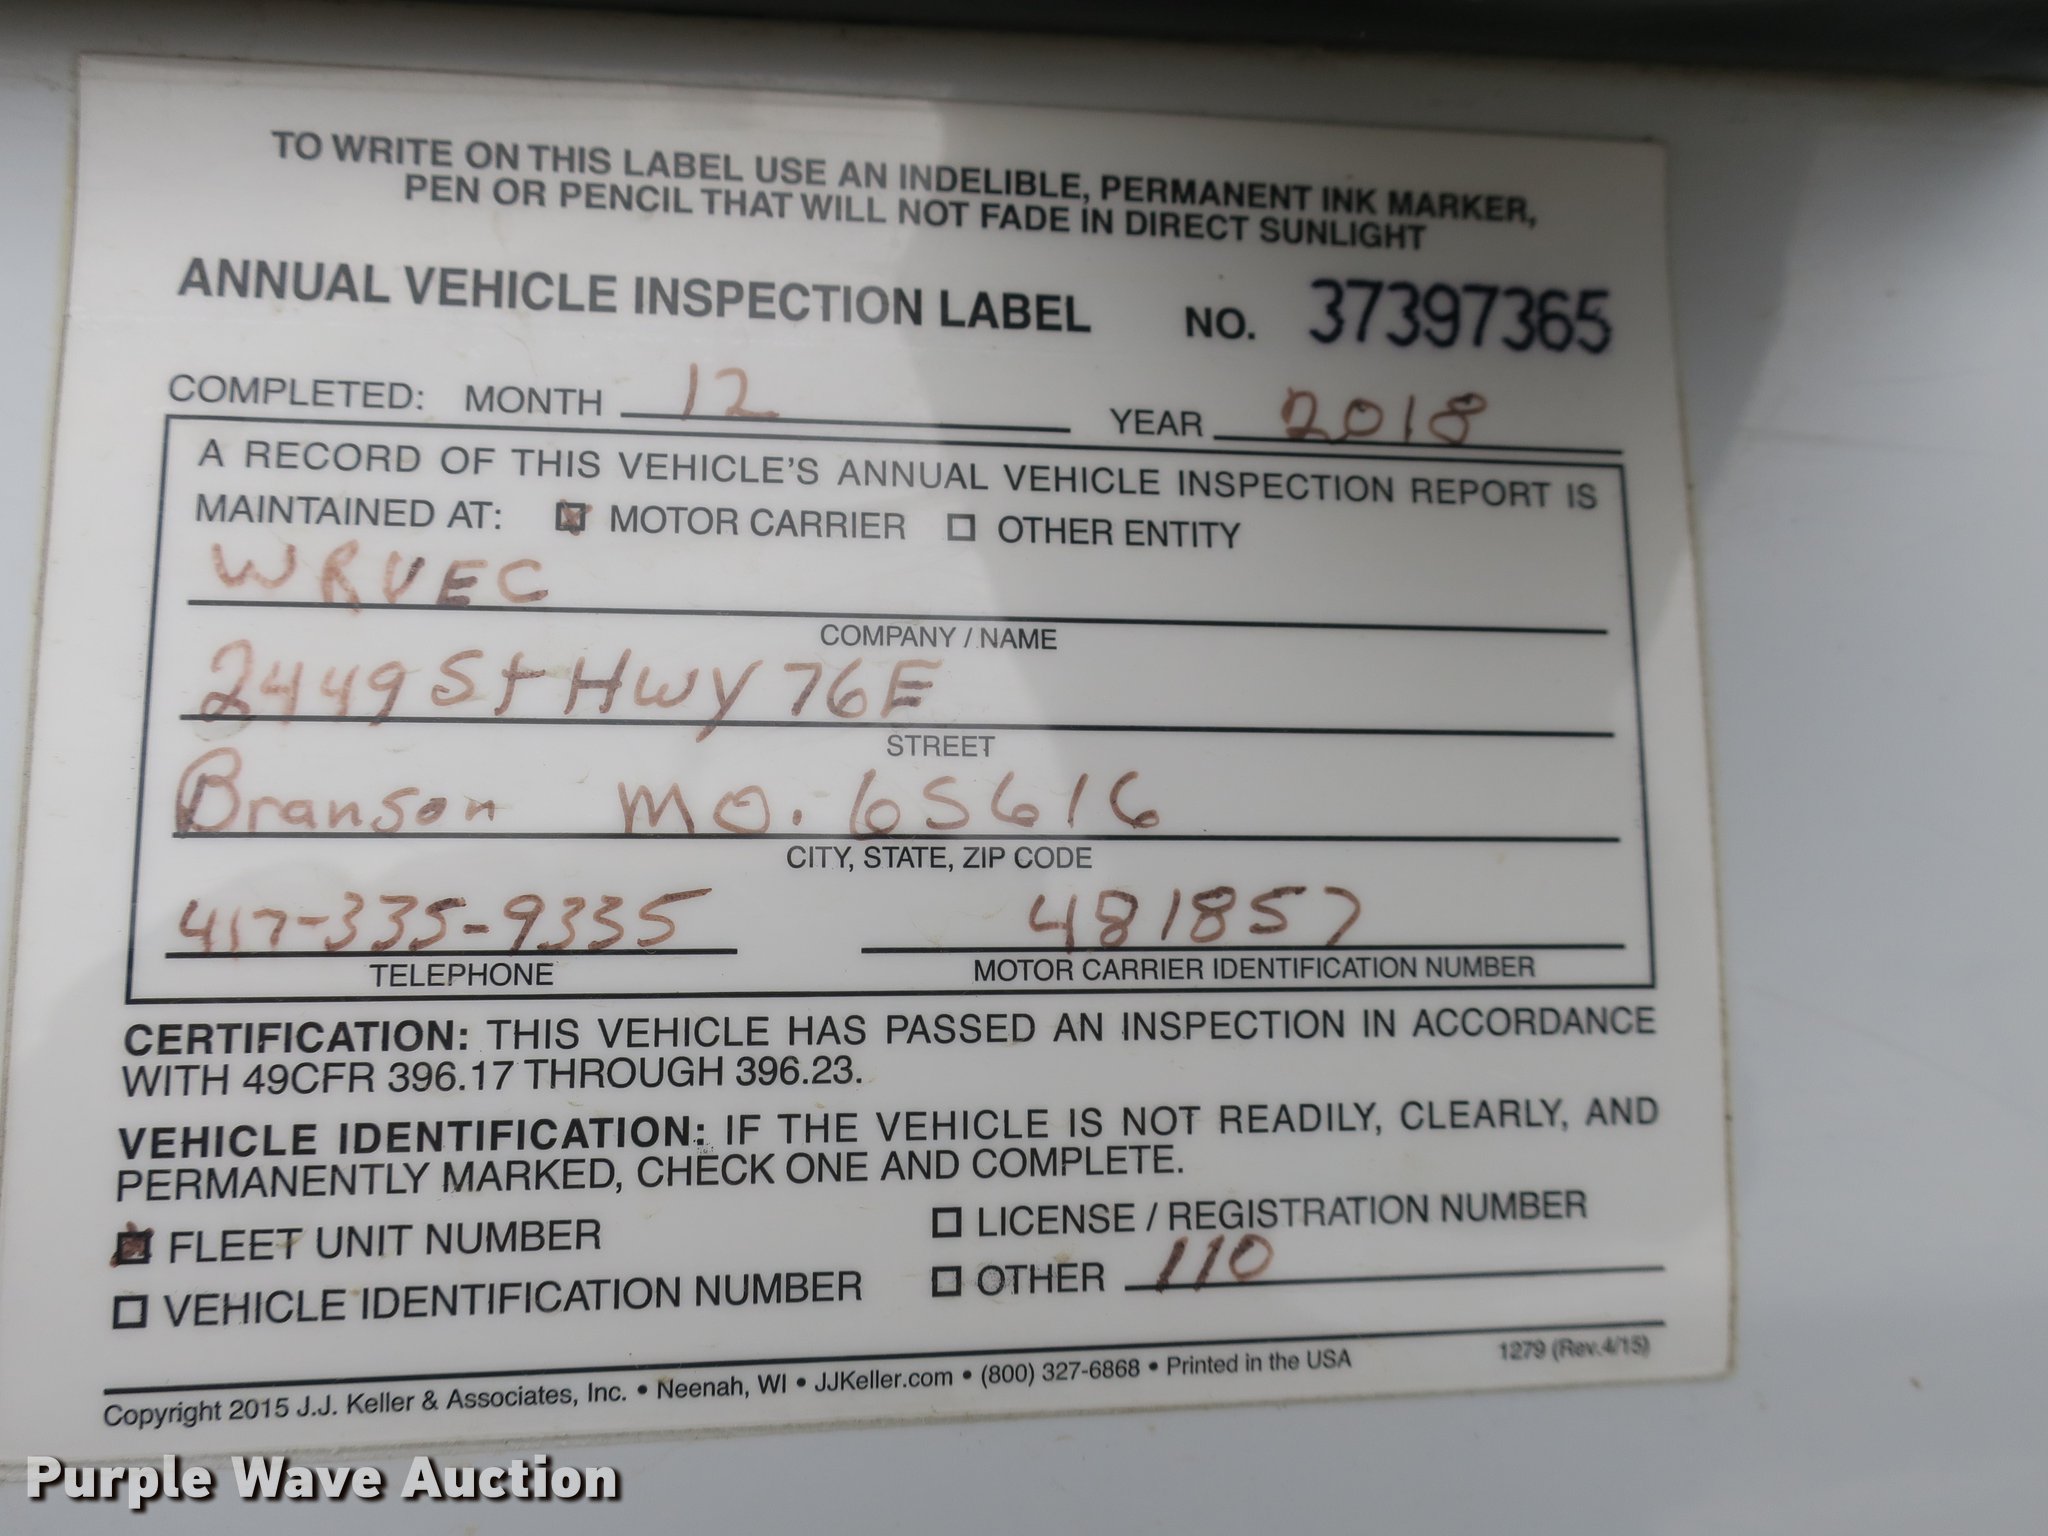 TO WRITE ON THIS LABEL USE AN INDELIBLE, PERMANENT INK MARKER,
PEN OR PENCIL THAT WILL NOT FADE IN DIRECT SUNLIGHT
ANNUAL VEHICLE INSPECTION LABEL NO. 37397365
COMPLETED: MONTH 12 YEAR 2018
A RECORD OF THIS VEHICLE'S ANNUAL VEHICLE INSPECTION REPORT IS
MAINTAINED AT: MOTOR CARRIER OTHER ENTITY
WRVEC
COMPANY / NAME
2449 St Hwy 76E
STREET
Branson MO. 65616
CITY, STATE, ZIP CODE
417-335-9335 481857
TELEPHONE MOTOR CARRIER IDENTIFICATION NUMBER
CERTIFICATION: THIS VEHICLE HAS PASSED AN INSPECTION IN ACCORDANCE
WITH 49CFR 396.17 THROUGH 396.23.
VEHICLE IDENTIFICATION: IF THE VEHICLE IS NOT READILY, CLEARLY, AND
PERMANENTLY MARKED, CHECK ONE AND COMPLETE.
FLEET UNIT NUMBER LICENSE / REGISTRATION NUMBER
VEHICLE IDENTIFICATION NUMBER OTHER 110
Copyright 2015 J.J. Keller & Associates, Inc. • Neenah, WI • JJKeller.com • (800) 327-6868 • Printed in the USA 1279 (Rev.4/15)
Purple Wave Auction